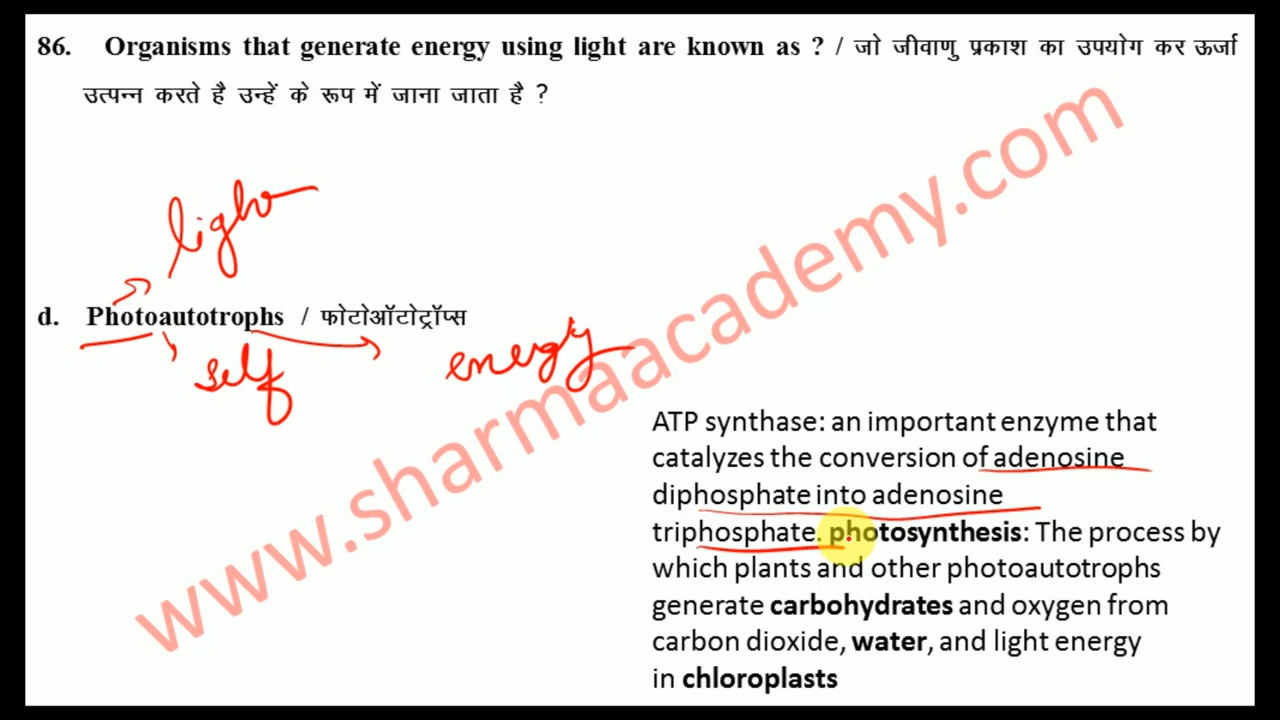 86. Organisms that generate energy using light are known as ? / जो जीवाणु प्रकाश का उपयोग कर ऊर्जा
उत्पन्न करते है उन्हें के रूप में जाना जाता है ?
light
d. Photoautotrophs / फोटोऑटोट्रॉप्स
self
energy
www.sharmaacademy.com
ATP synthase: an important enzyme that
catalyzes the conversion of adenosine
diphosphate into adenosine
triphosphate. photosynthesis: The process by
which plants and other photoautotrophs
generate carbohydrates and oxygen from
carbon dioxide, water, and light energy
in chloroplasts